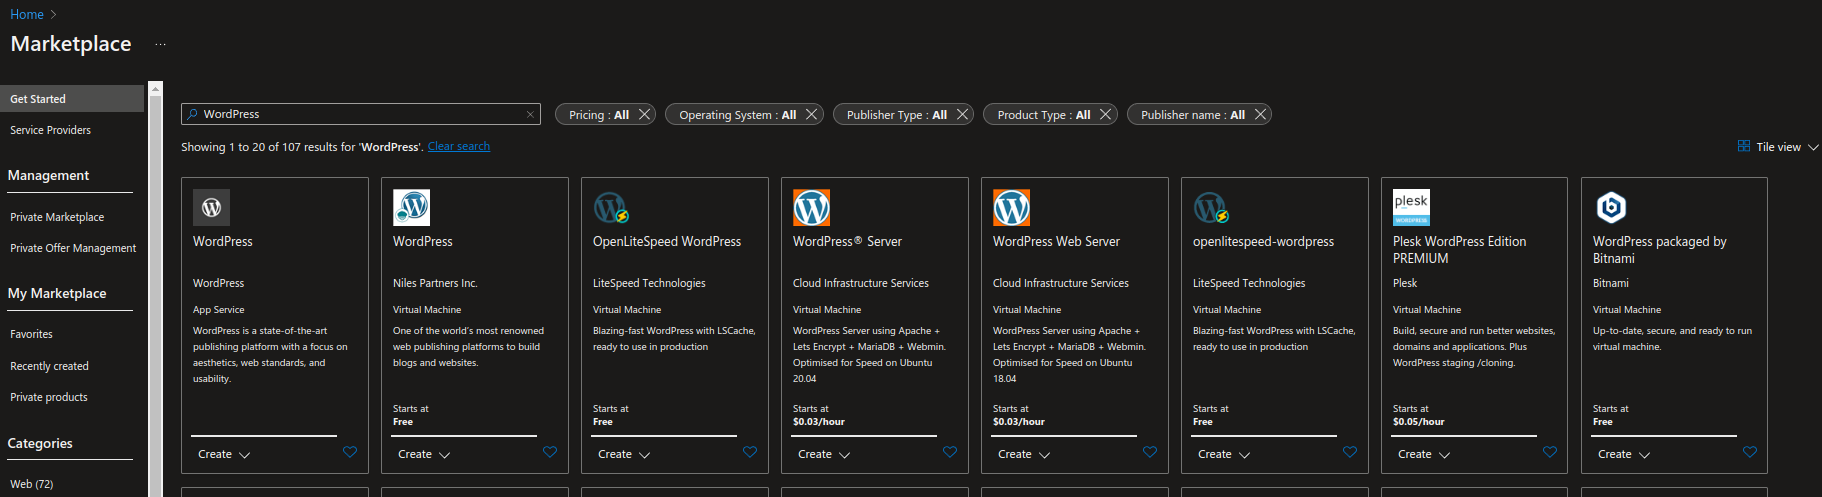 Home
Marketplace ...
Get Started
Service Providers
Management
Private Marketplace
Private Offer Management
My Marketplace
Favorites
Recently created
Private products
Categories
Web (72)
WordPress
Pricing : All
Operating System : All
Publisher Type : All
Product Type : All
Publisher name : All
Showing 1 to 20 of 107 results for 'WordPress'. Clear search
Tile view
WordPress
WordPress
App Service
WordPress is a state-of-the-art
publishing platform with a focus on
aesthetics, web standards, and
usability.
Create
WordPress
Niles Partners Inc.
Virtual Machine
One of the world's most renowned
web publishing platforms to build
blogs and websites.
Starts at
Free
Create
OpenLiteSpeed WordPress
LiteSpeed Technologies
Virtual Machine
Blazing-fast WordPress with LSCache,
ready to use in production
Starts at
Free
Create
WordPress® Server
Cloud Infrastructure Services
Virtual Machine
WordPress Server using Apache +
Lets Encrypt + MariaDB + Webmin.
Optimised for Speed on Ubuntu
20.04
Starts at
$0.03/hour
Create
WordPress Web Server
Cloud Infrastructure Services
Virtual Machine
WordPress Server using Apache +
Lets Encrypt + MariaDB + Webmin.
Optimised for Speed on Ubuntu
18.04
Starts at
$0.03/hour
Create
openlitespeed-wordpress
LiteSpeed Technologies
Virtual Machine
Blazing-fast WordPress with LSCache,
ready to use in production
Starts at
Free
Create
plesk
WORDPRESS
Plesk WordPress Edition
PREMIUM
Plesk
Virtual Machine
Build, secure and run better websites,
domains and applications. Plus
WordPress staging /cloning.
Starts at
$0.05/hour
Create
WordPress packaged by
Bitnami
Bitnami
Virtual Machine
Up-to-date, secure, and ready to run
virtual machine.
Starts at
Free
Create